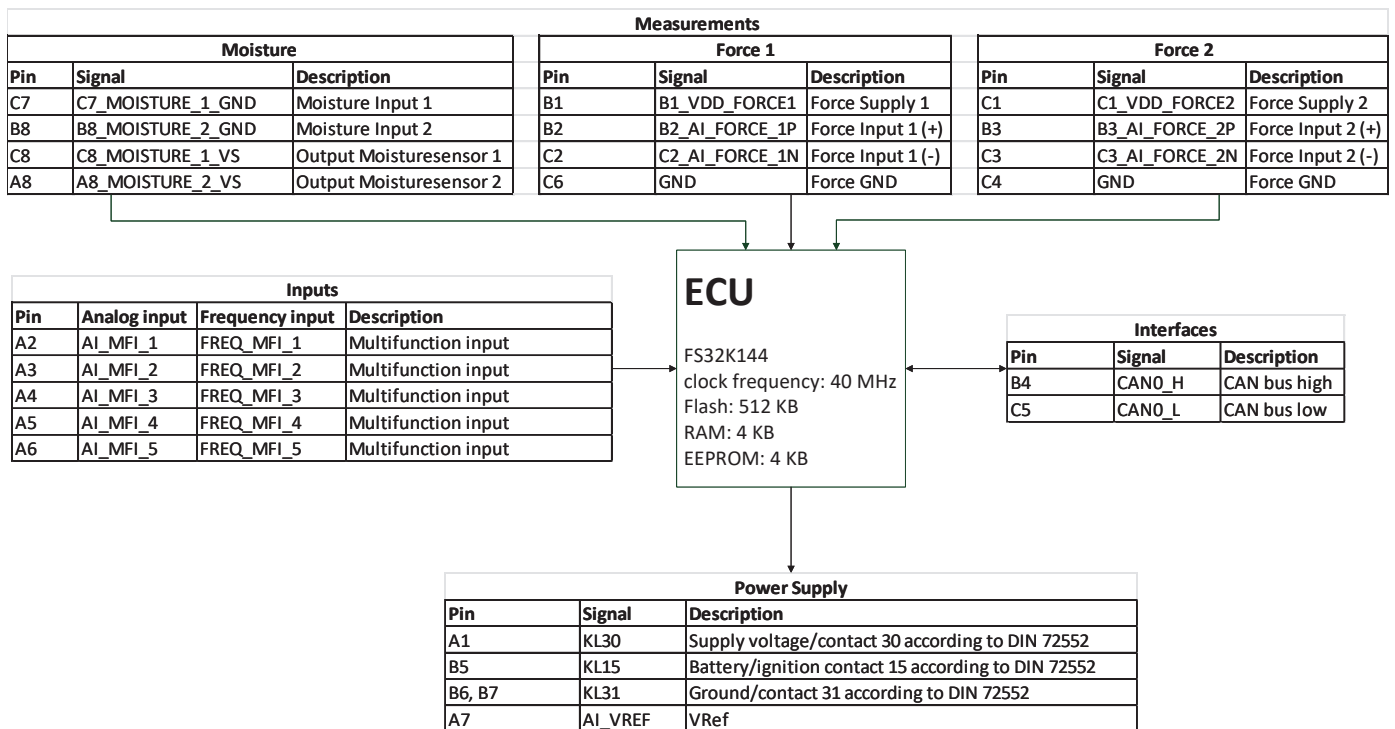 Measurements
Moisture
Pin Signal Description
C7 C7_MOISTURE_1_GND Moisture Input 1
B8 B8_MOISTURE_2_GND Moisture Input 2
C8 C8_MOISTURE_1_VS Output Moisturesensor 1
A8 A8_MOISTURE_2_VS Output Moisturesensor 2
Force 1
Pin Signal Description
B1 B1_VDD_FORCE1 Force Supply 1
B2 B2_AI_FORCE_1P Force Input 1 (+)
C2 C2_AI_FORCE_1N Force Input 1 (-)
C6 GND Force GND
Force 2
Pin Signal Description
C1 C1_VDD_FORCE2 Force Supply 2
B3 B3_AI_FORCE_2P Force Input 2 (+)
C3 C3_AI_FORCE_2N Force Input 2 (-)
C4 GND Force GND
Inputs
Pin Analog input Frequency input Description
A2 AI_MFI_1 FREQ_MFI_1 Multifunction input
A3 AI_MFI_2 FREQ_MFI_2 Multifunction input
A4 AI_MFI_3 FREQ_MFI_3 Multifunction input
A5 AI_MFI_4 FREQ_MFI_4 Multifunction input
A6 AI_MFI_5 FREQ_MFI_5 Multifunction input
ECU
FS32K144
clock frequency: 40 MHz
Flash: 512 KB
RAM: 4 KB
EEPROM: 4 KB
Interfaces
Pin Signal Description
B4 CAN0_H CAN bus high
C5 CAN0_L CAN bus low
Power Supply
Pin Signal Description
A1 KL30 Supply voltage/contact 30 according to DIN 72552
B5 KL15 Battery/ignition contact 15 according to DIN 72552
B6, B7 KL31 Ground/contact 31 according to DIN 72552
A7 AI_VREF VRef